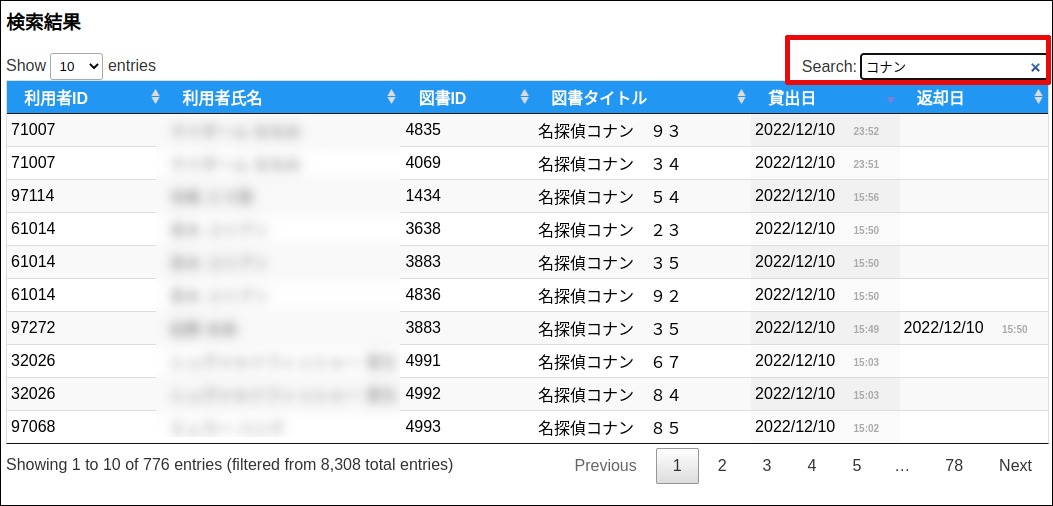 検索結果
Show 10 entries Search: コナン ×
利用者ID 利用者氏名 図書ID 図書タイトル 貸出日 返却日
71007 4835 名探偵コナン　９３ 2022/12/10 23:52
71007 4069 名探偵コナン　３４ 2022/12/10 23:51
97114 1434 名探偵コナン　５４ 2022/12/10 15:56
61014 3638 名探偵コナン　２３ 2022/12/10 15:50
61014 3883 名探偵コナン　３５ 2022/12/10 15:50
61014 4836 名探偵コナン　９２ 2022/12/10 15:50
97272 3883 名探偵コナン　３５ 2022/12/10 15:49 2022/12/10 15:50
32026 4991 名探偵コナン　６７ 2022/12/10 15:03
32026 4992 名探偵コナン　８４ 2022/12/10 15:03
97068 4993 名探偵コナン　８５ 2022/12/10 15:02
Showing 1 to 10 of 776 entries (filtered from 8,308 total entries) Previous 1 2 3 4 5 … 78 Next